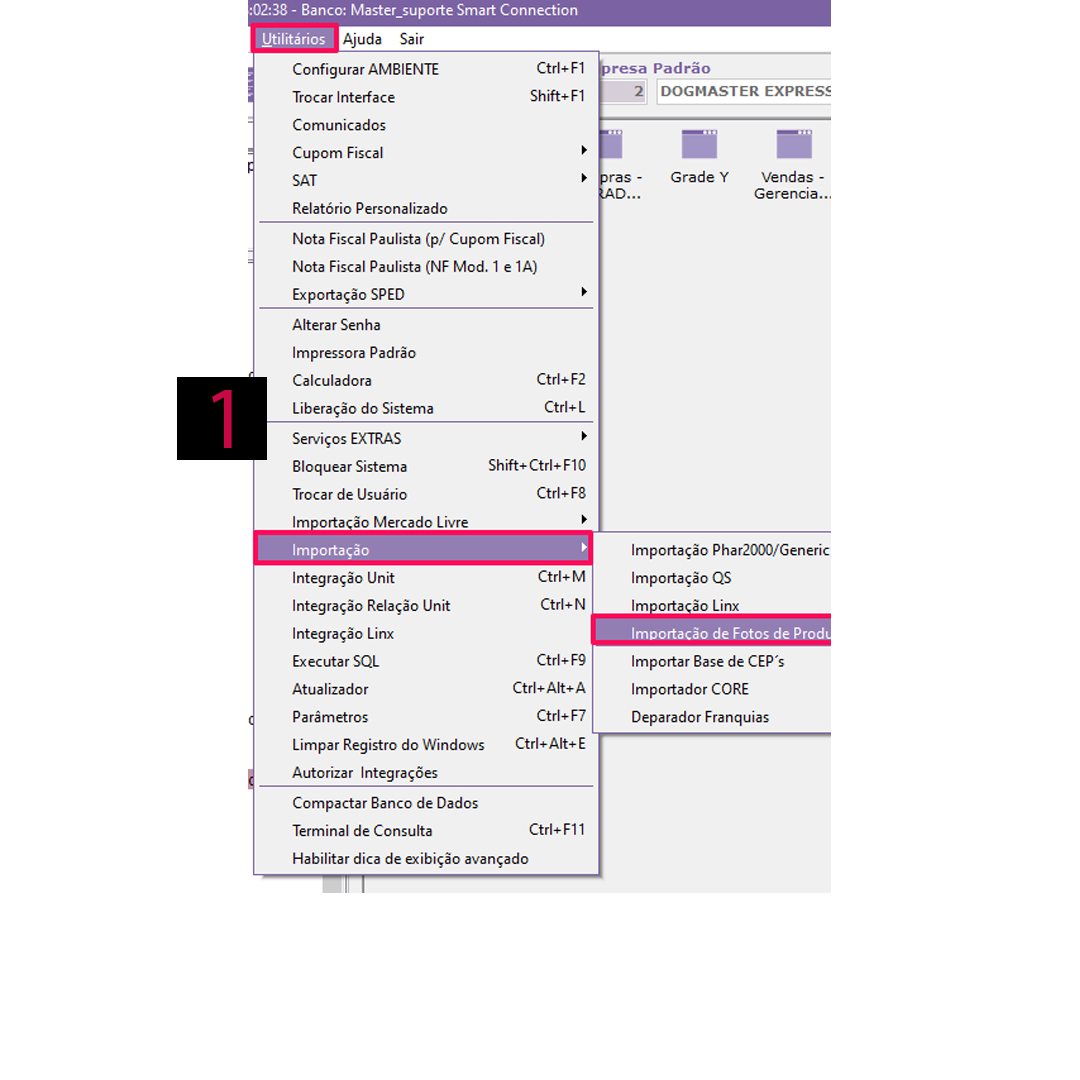 :02:38 - Banco: Master_suporte Smart Connection
Utilitários Ajuda Sair
Configurar AMBIENTE Ctrl+F1
Trocar Interface Shift+F1
Comunicados
Cupom Fiscal
SAT
Relatório Personalizado
Nota Fiscal Paulista (p/ Cupom Fiscal)
Nota Fiscal Paulista (NF Mod. 1 e 1A)
Exportação SPED
Alterar Senha
Impressora Padrão
Calculadora Ctrl+F2
Liberação do Sistema Ctrl+L
Serviços EXTRAS
Bloquear Sistema Shift+Ctrl+F10
Trocar de Usuário Ctrl+F8
Importação Mercado Livre
Importação
Integração Unit Ctrl+M
Integração Relação Unit Ctrl+N
Integração Linx
Executar SQL Ctrl+F9
Atualizador Ctrl+Alt+A
Parâmetros Ctrl+F7
Limpar Registro do Windows Ctrl+Alt+E
Autorizar Integrações
Compactar Banco de Dados
Terminal de Consulta Ctrl+F11
Habilitar dica de exibição avançado
presa Padrão
2 DOGMASTER EXPRESS
pras -
RAD...
Grade Y
Vendas -
Gerencia...
1
Importação Phar2000/Generic
Importação QS
Importação Linx
Importação de Fotos de Produ
Importar Base de CEP´s
Importador CORE
Deparador Franquias